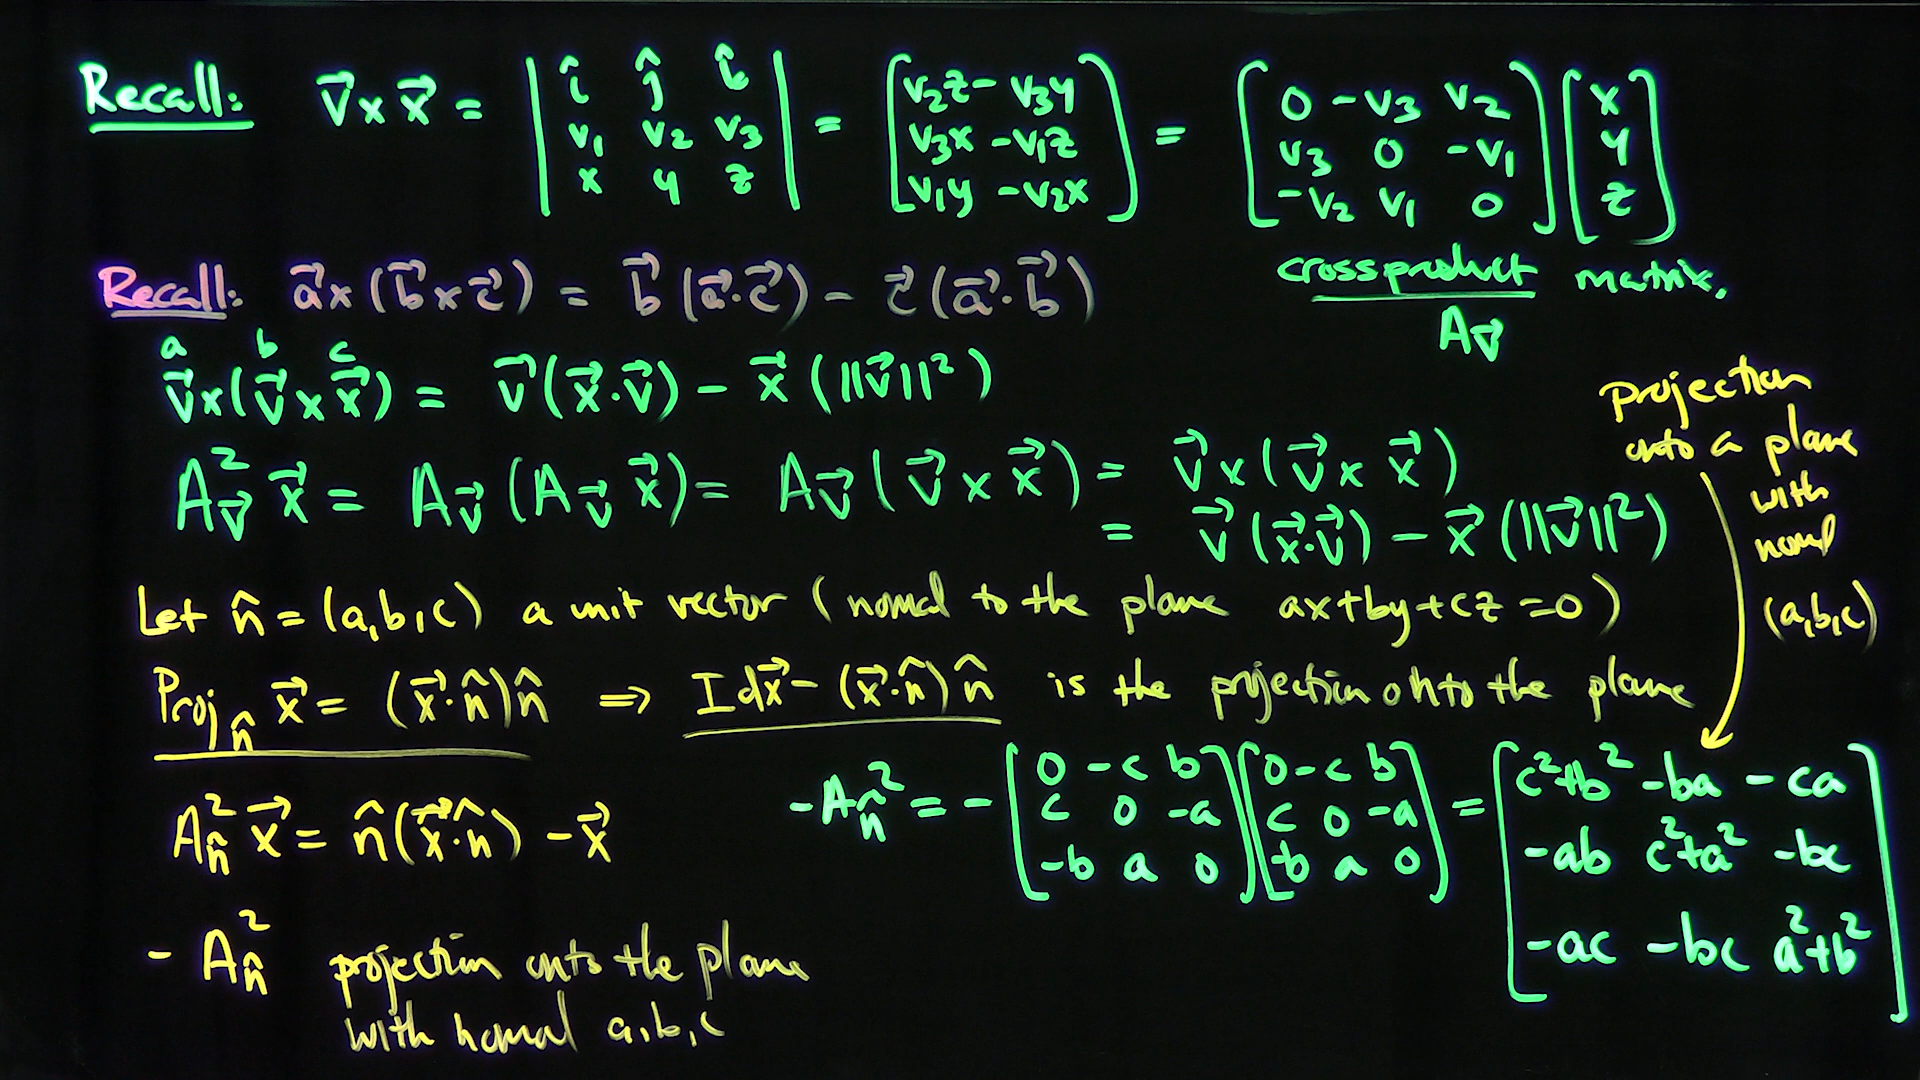 Recall: v⃗ × x⃗ = | î ĵ k̂ ; v₁ v₂ v₃ ; x y z | = [ v₂z - v₃y ; v₃x - v₁z ; v₁y - v₂x ] = [ 0 -v₃ v₂ ; v₃ 0 -v₁ ; -v₂ v₁ 0 ] [ x ; y ; z ]
cross product matrix.
A_v⃗
Recall: a⃗ × (b⃗ × c⃗) = b⃗ (a⃗·c⃗) - c⃗ (a⃗·b⃗)
a b c
v⃗ × (v⃗ × x⃗) = v⃗ (x⃗·v⃗) - x⃗ (||v⃗||²)
A²_v⃗ x⃗ = A_v⃗ (A_v⃗ x⃗) = A_v⃗ (v⃗ × x⃗) = v⃗ × (v⃗ × x⃗)
= v⃗ (x⃗·v⃗) - x⃗ (||v⃗||²)
projection
onto a plane
with
normal
(a,b,c)
Let n̂ = (a,b,c) a unit vector (normal to the plane ax+by+cz=0)
Proj_n̂ x⃗ = (x⃗·n̂)n̂ ⇒ Id x⃗ - (x⃗·n̂)n̂ is the projection onto the plane
A²_n̂ x⃗ = n̂(x⃗·n̂) - x⃗
-A_n̂² = - [ 0 -c b ; c 0 -a ; -b a 0 ] [ 0 -c b ; c 0 -a ; -b a 0 ] = [ c²+b² -ba -ca ; -ab c²+a² -bc ; -ac -bc a²+b² ]
- A²_n̂ projection onto the plane
with normal a,b,c